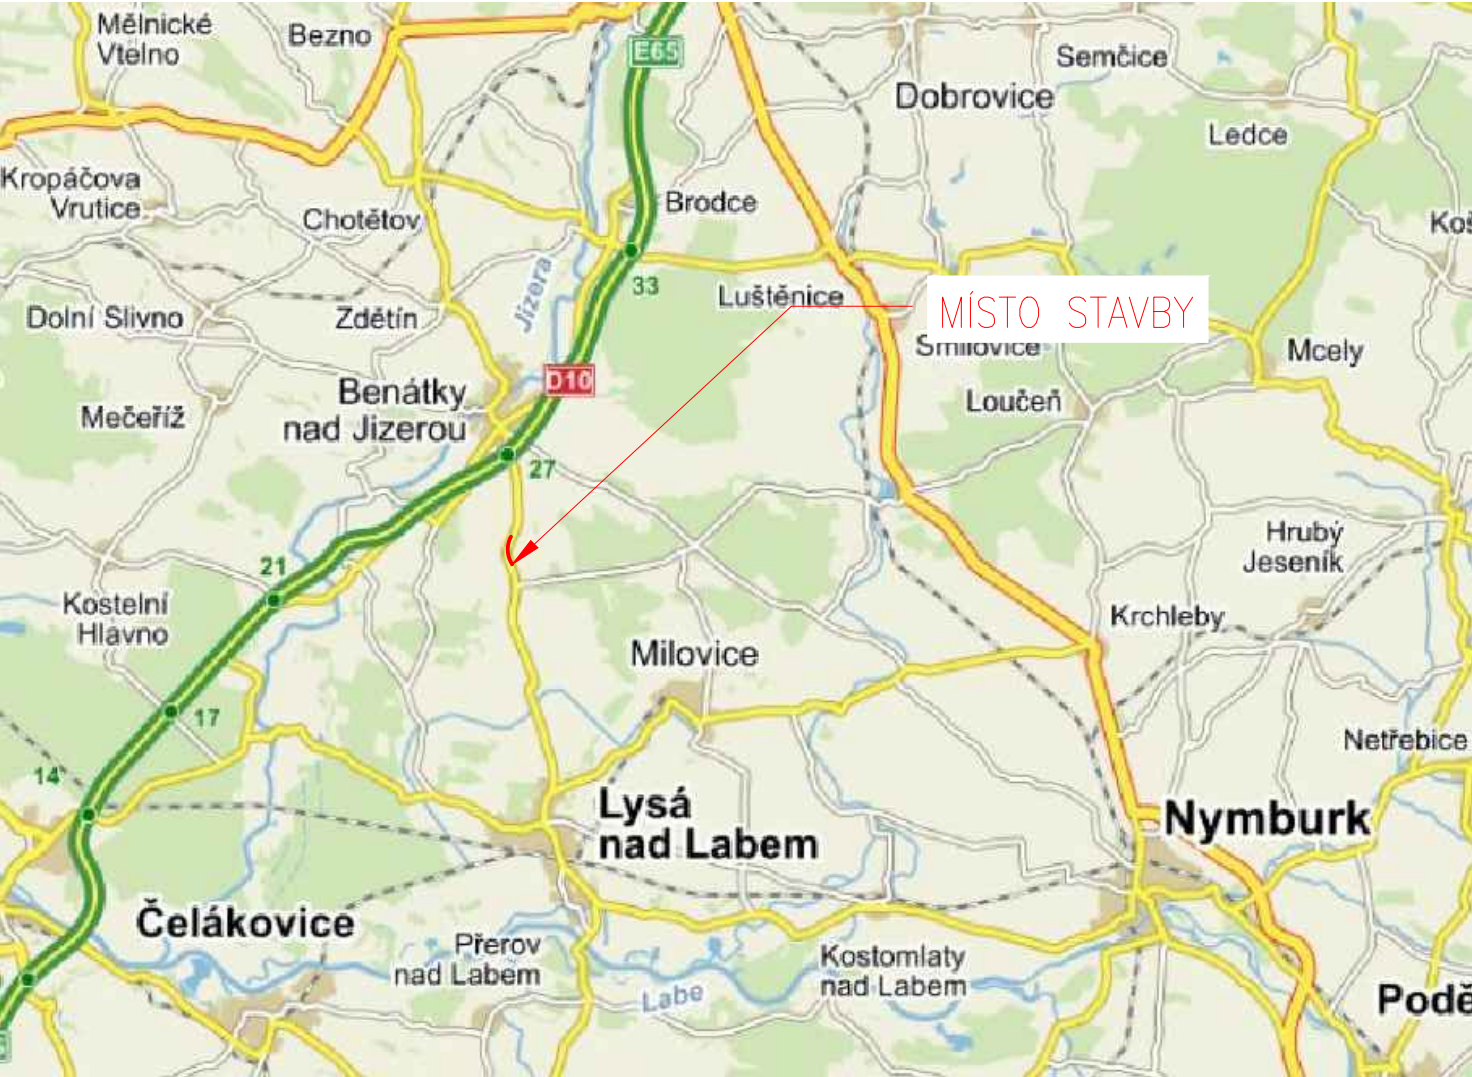 Mělnické
Vtelno
Bezno
E65
Semčice
Dobrovice
Ledce
Kropáčova
Vrutice
Chotětov
Brodce
Jizera
33
Luštěnice
MÍSTO STAVBY
Dolní Slivno
Zdětín
Smilovice
Mcely
D10
Benátky
nad Jizerou
Mečeříž
Loučeň
27
Hrubý
Jeseník
21
Kostelní
Hlavno
Krchleby
Milovice
17
Netřebice
14
Lysá
nad Labem
Nymburk
Čelákovice
Přerov
nad Labem
Kostomlaty
nad Labem
Labe
Podě
Koš